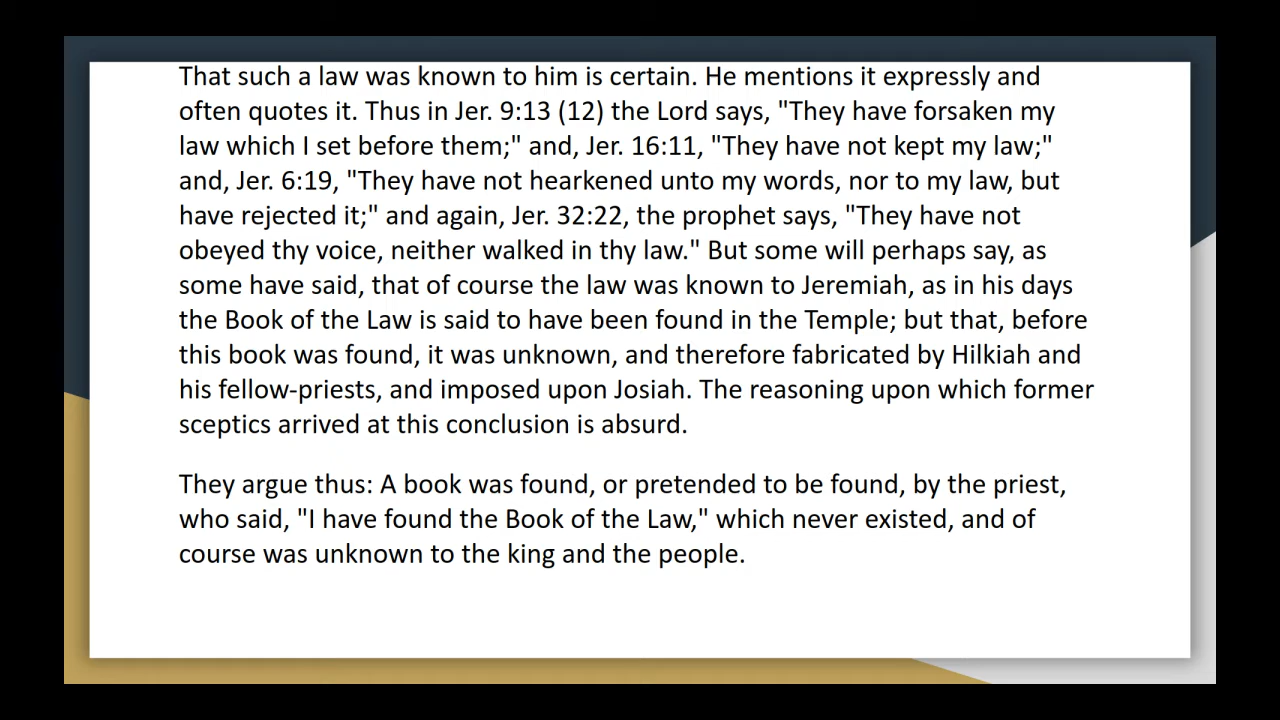 That such a law was known to him is certain. He mentions it expressly and
often quotes it. Thus in Jer. 9:13 (12) the Lord says, "They have forsaken my
law which I set before them;" and, Jer. 16:11, "They have not kept my law;"
and, Jer. 6:19, "They have not hearkened unto my words, nor to my law, but
have rejected it;" and again, Jer. 32:22, the prophet says, "They have not
obeyed thy voice, neither walked in thy law." But some will perhaps say, as
some have said, that of course the law was known to Jeremiah, as in his days
the Book of the Law is said to have been found in the Temple; but that, before
this book was found, it was unknown, and therefore fabricated by Hilkiah and
his fellow-priests, and imposed upon Josiah. The reasoning upon which former
sceptics arrived at this conclusion is absurd.
They argue thus: A book was found, or pretended to be found, by the priest,
who said, "I have found the Book of the Law," which never existed, and of
course was unknown to the king and the people.